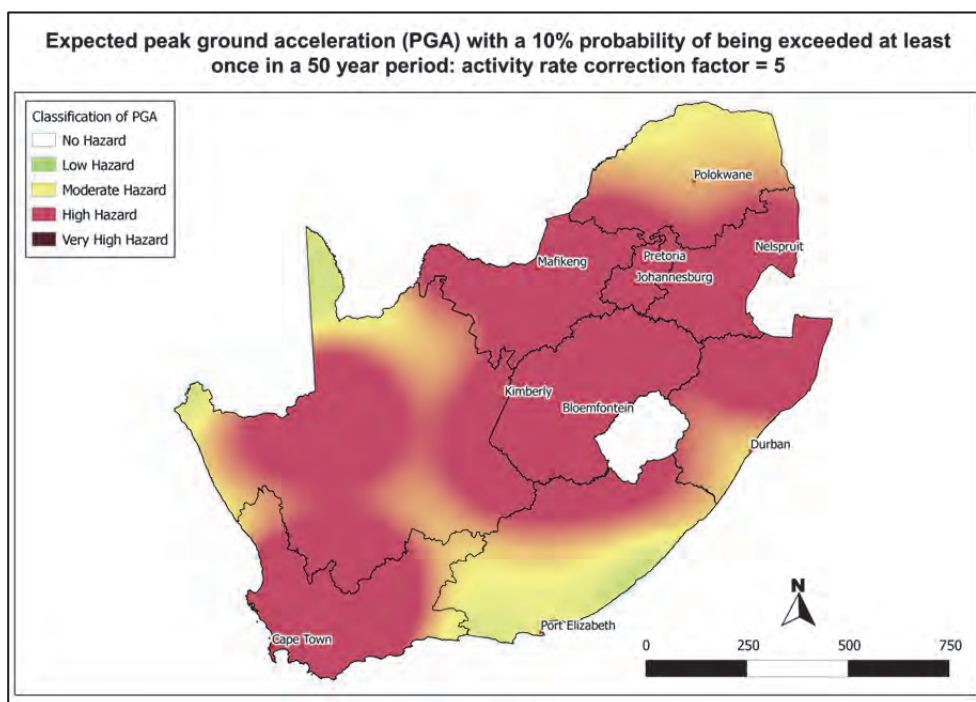 Expected peak ground acceleration (PGA) with a 10% probability of being exceeded at least
once in a 50 year period: activity rate correction factor = 5
Classification of PGA
No Hazard
Low Hazard
Moderate Hazard
High Hazard
Very High Hazard
Polokwane
Nelspruit
Mafikeng
Pretoria
Johannesburg
Kimberly
Bloemfontein
Durban
Port Elizabeth
Cape Town
N
0 250 500 750